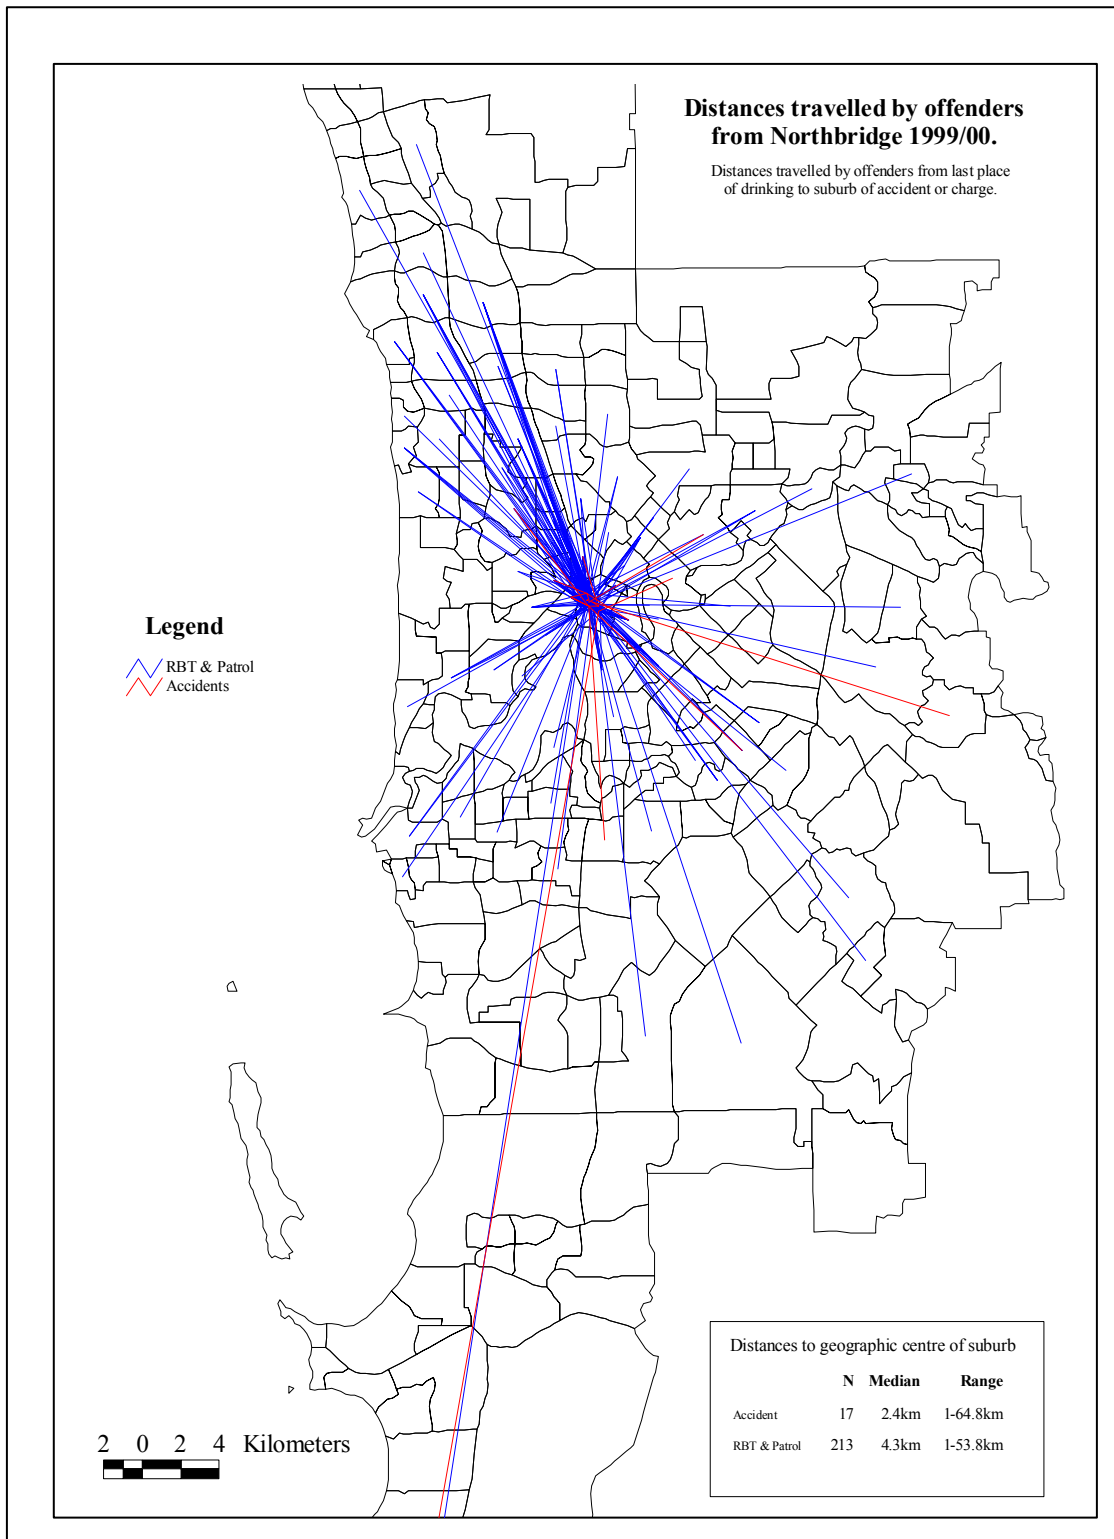 Distances travelled by offenders
from Northbridge 1999/00.
Distances travelled by offenders from last place
of drinking to suburb of accident or charge.
Legend
RBT & Patrol
Accidents
Distances to geographic centre of suburb
N Median Range
Accident 17 2.4km 1-64.8km
RBT & Patrol 213 4.3km 1-53.8km
2 0 2 4 Kilometers